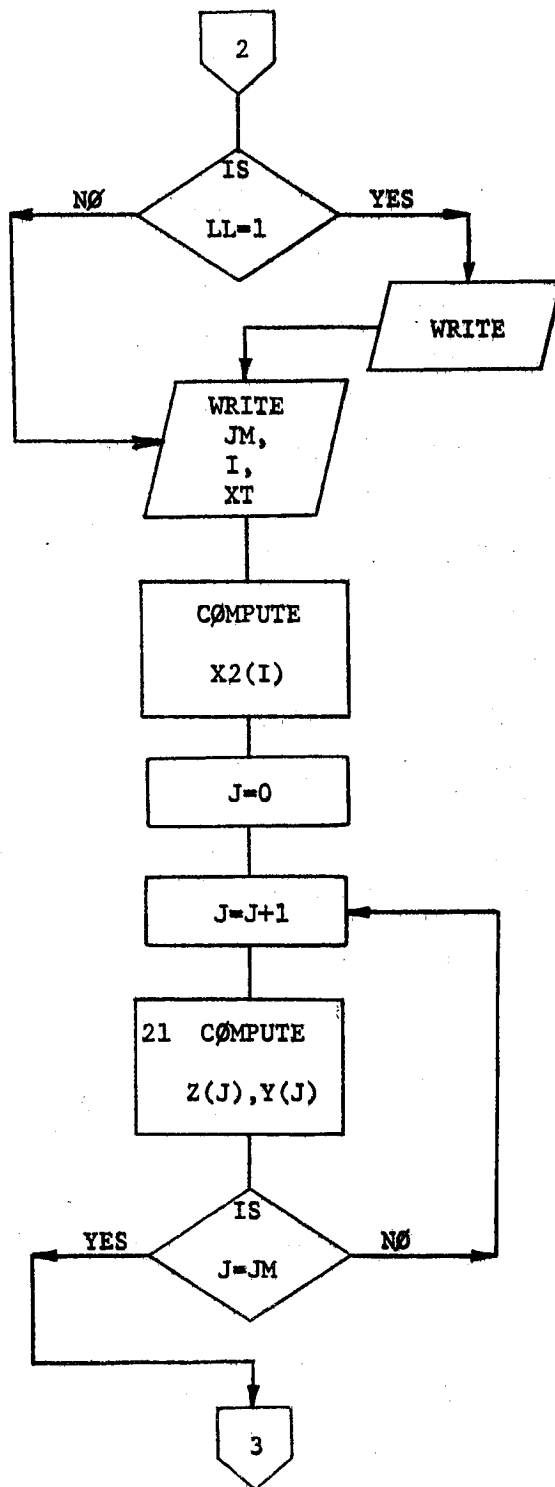 2
IS
LL=1
NØ
YES
WRITE
WRITE
JM,
I,
XT
CØMPUTE
X2(I)
J=0
J=J+1
21 CØMPUTE
Z(J),Y(J)
IS
J=JM
YES
NØ
3